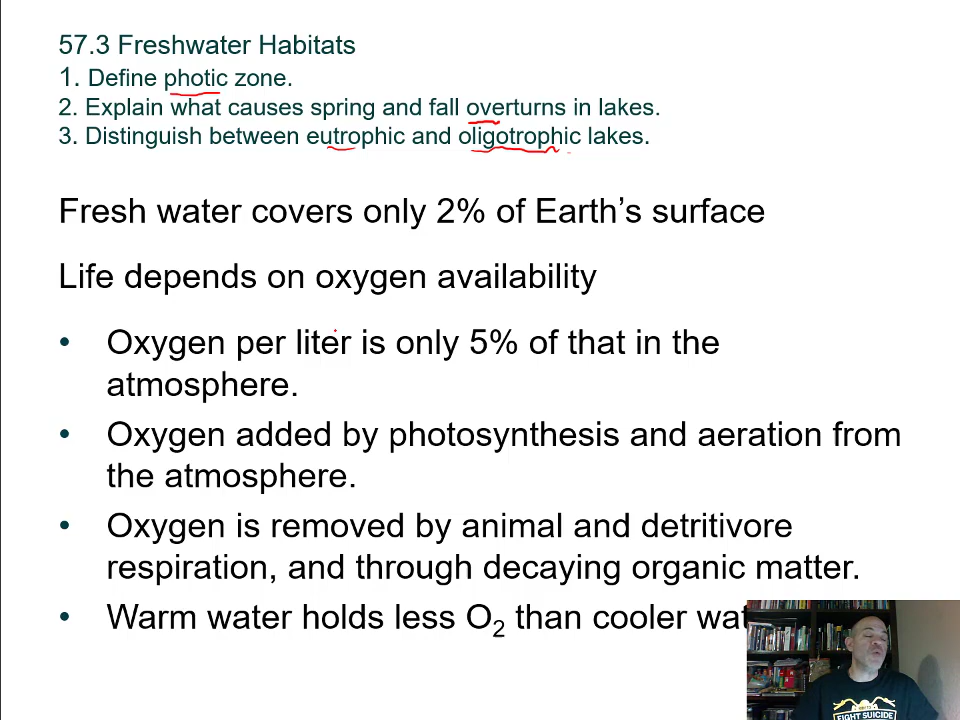 57.3 Freshwater Habitats
1. Define photic zone.
2. Explain what causes spring and fall overturns in lakes.
3. Distinguish between eutrophic and oligotrophic lakes.
Fresh water covers only 2% of Earth’s surface
Life depends on oxygen availability
• Oxygen per liter is only 5% of that in the
atmosphere.
• Oxygen added by photosynthesis and aeration from
the atmosphere.
• Oxygen is removed by animal and detritivore
respiration, and through decaying organic matter.
• Warm water holds less O₂ than cooler wat
FIGHT SUICIDE